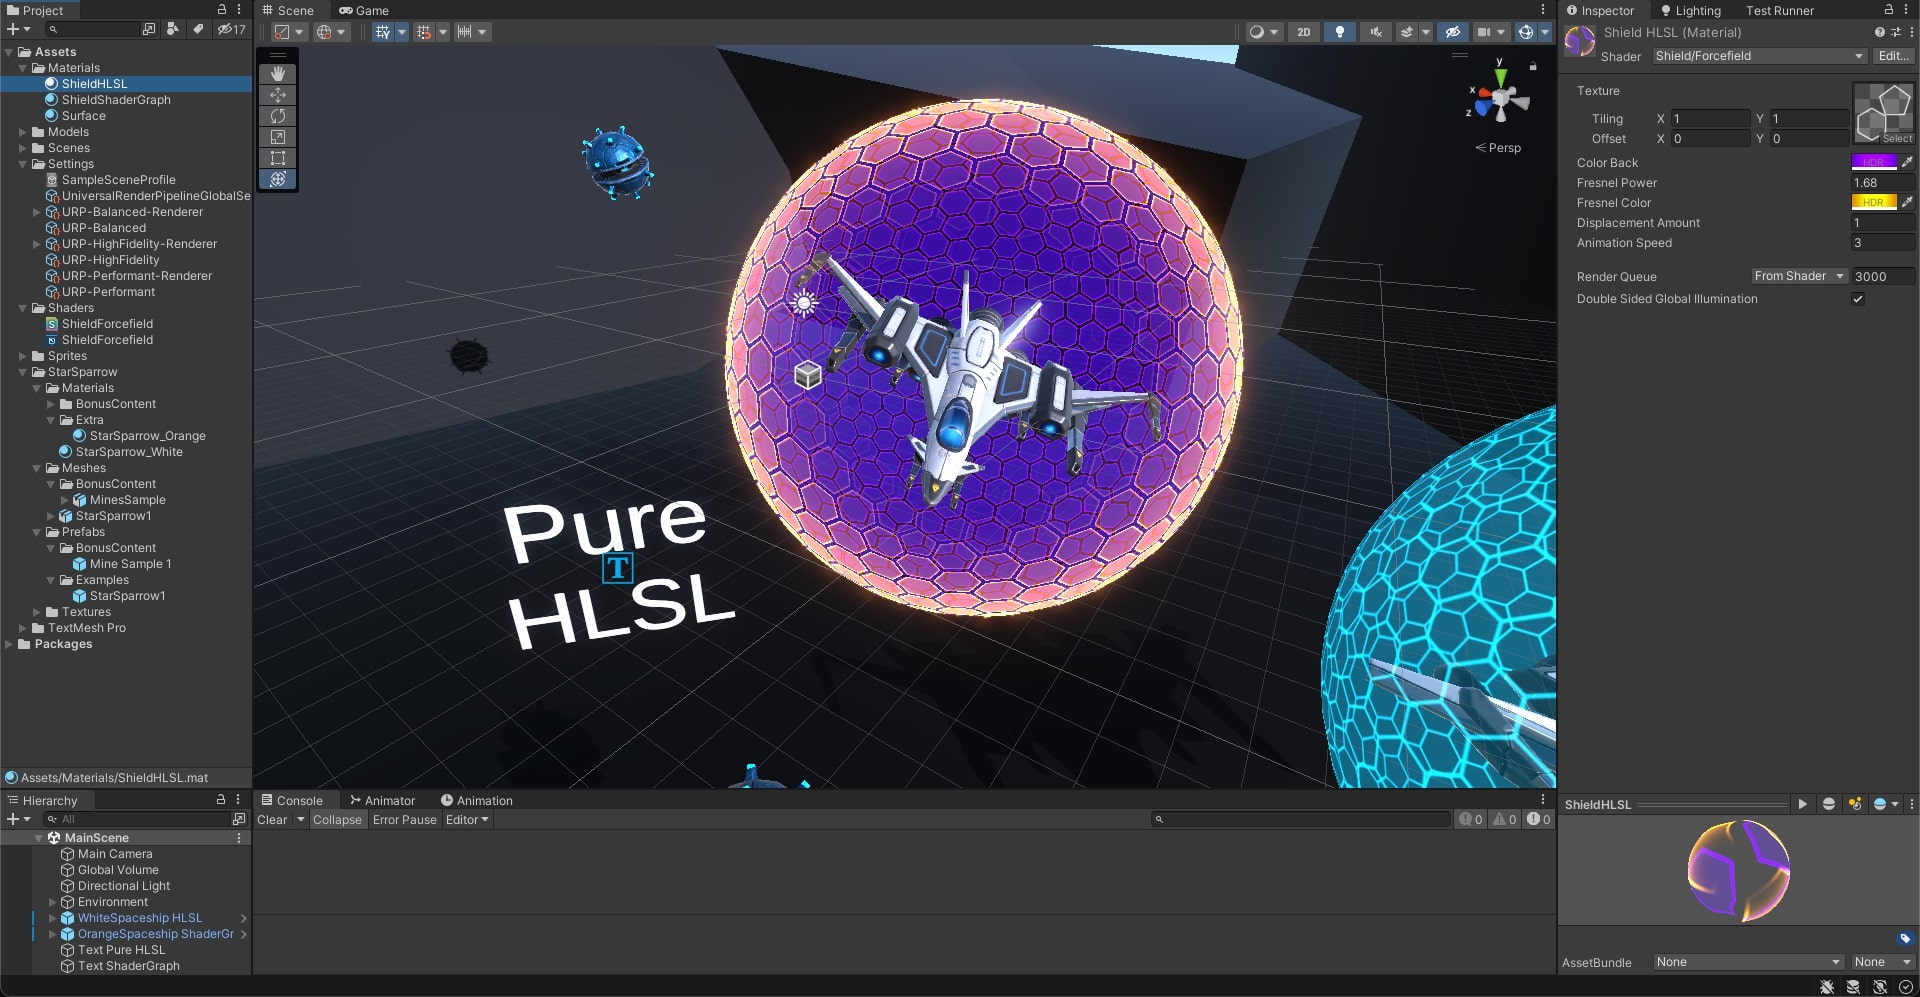 Project
17
Assets
Materials
ShieldHLSL
ShieldShaderGraph
Surface
Models
Scenes
Settings
SampleSceneProfile
UniversalRenderPipelineGlobalSe
URP-Balanced-Renderer
URP-Balanced
URP-HighFidelity-Renderer
URP-HighFidelity
URP-Performant-Renderer
URP-Performant
Shaders
ShieldForcefield
ShieldForcefield
Sprites
StarSparrow
Materials
BonusContent
Extra
StarSparrow_Orange
StarSparrow_White
Meshes
BonusContent
MinesSample
StarSparrow1
Prefabs
BonusContent
Mine Sample 1
Examples
StarSparrow1
Textures
TextMesh Pro
Packages
Assets/Materials/ShieldHLSL.mat
Hierarchy
All
MainScene
Main Camera
Global Volume
Directional Light
Environment
WhiteSpaceship HLSL
OrangeSpaceship ShaderGr
Text Pure HLSL
Text ShaderGraph
Scene Game
2D
y
x
z
Persp
Pure
T
HLSL
Console Animator Animation
Clear Collapse Error Pause Editor
0 0 0
Inspector Lighting Test Runner
Shield HLSL (Material)
Shader Shield/Forcefield Edit...
Texture
Tiling X 1 Y 1
Offset X 0 Y 0
Select
Color Back HDR
Fresnel Power 1.68
Fresnel Color HDR
Displacement Amount 1
Animation Speed 3
Render Queue From Shader 3000
Double Sided Global Illumination
ShieldHLSL
AssetBundle None None